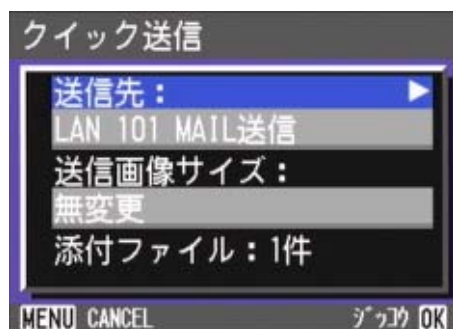 クイック送信
送信先：
LAN 101 MAIL送信
送信画像サイズ：
無変更
添付ファイル：1件
MENU CANCEL ｼﾞｯｺｳ OK